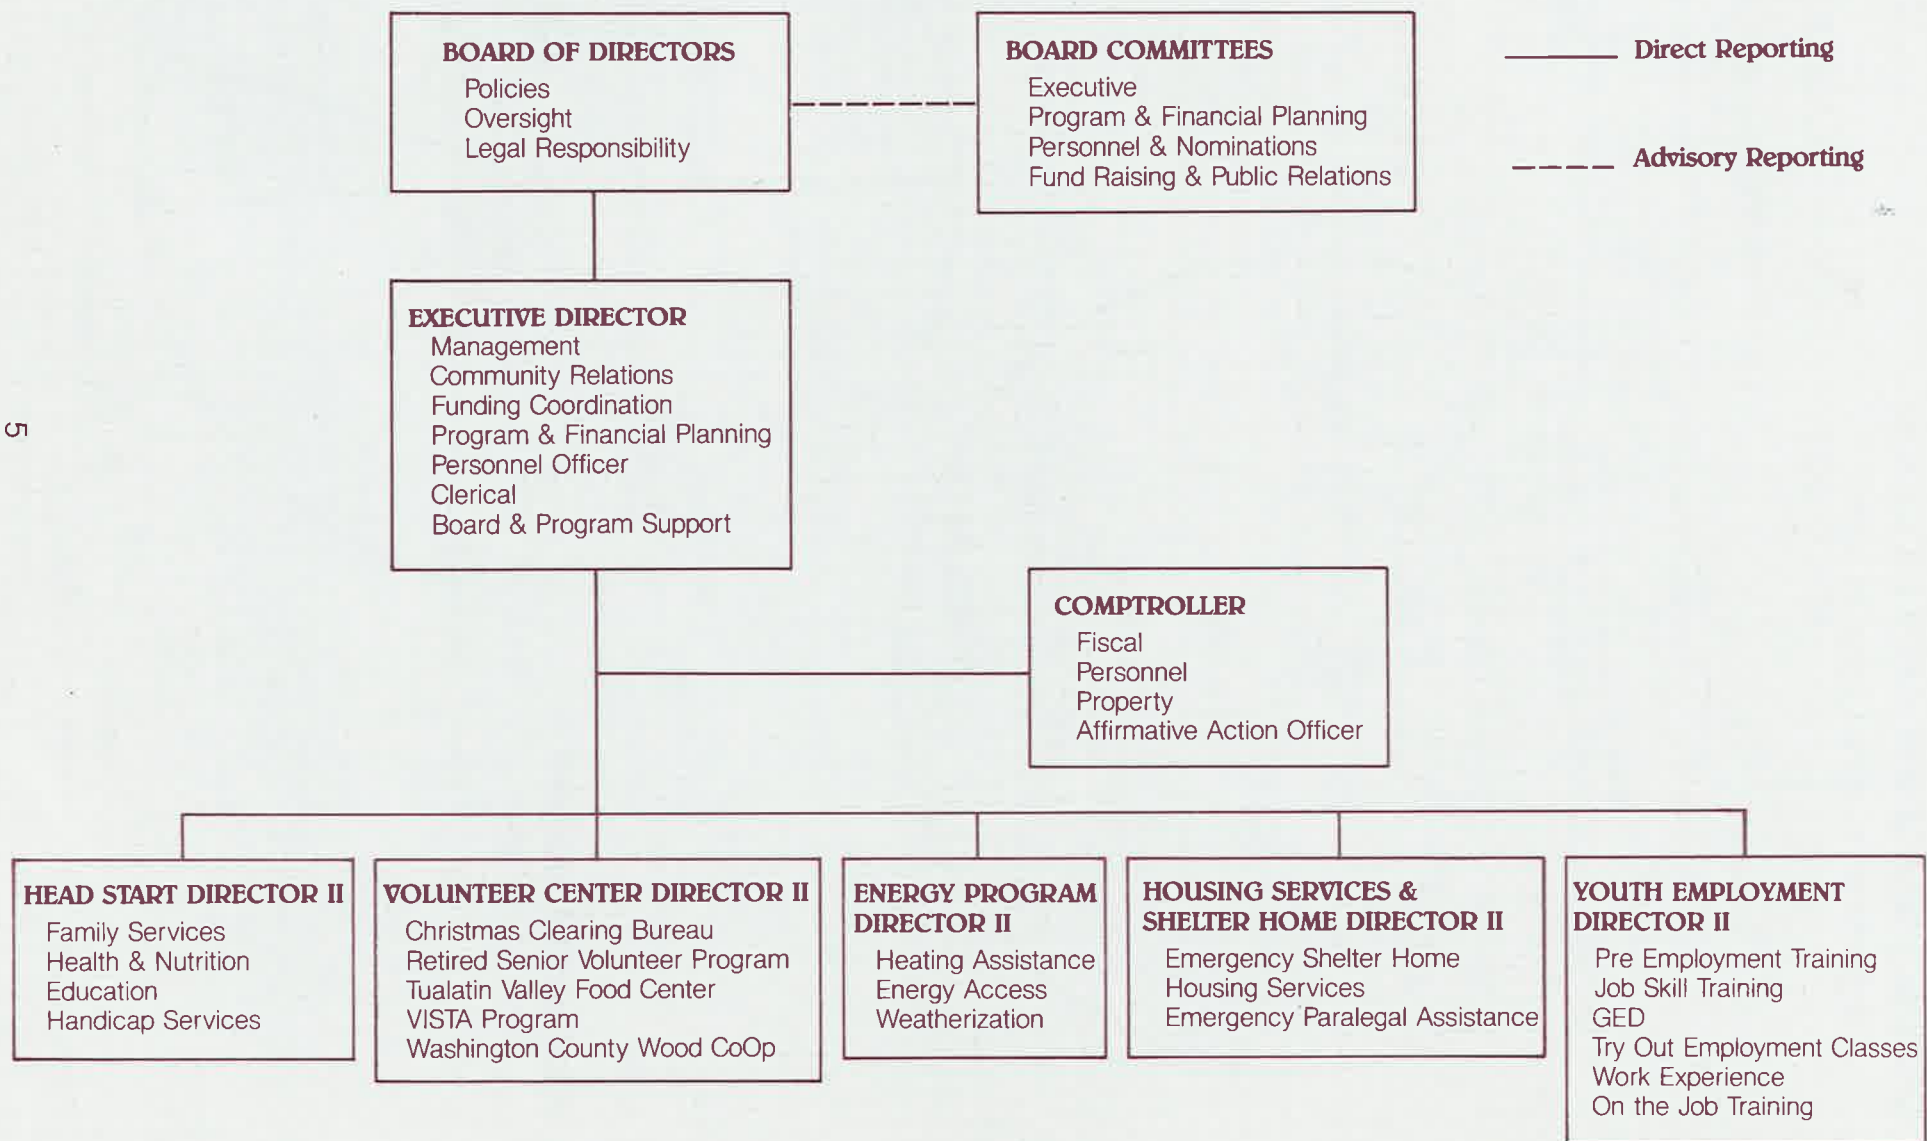 BOARD OF DIRECTORS
Policies
Oversight
Legal Responsibility
BOARD COMMITTEES
Executive
Program & Financial Planning
Personnel & Nominations
Fund Raising & Public Relations
Direct Reporting
Advisory Reporting
EXECUTIVE DIRECTOR
Management
Community Relations
Funding Coordination
Program & Financial Planning
Personnel Officer
Clerical
Board & Program Support
5
COMPTROLLER
Fiscal
Personnel
Property
Affirmative Action Officer
HEAD START DIRECTOR II
Family Services
Health & Nutrition
Education
Handicap Services
VOLUNTEER CENTER DIRECTOR II
Christmas Clearing Bureau
Retired Senior Volunteer Program
Tualatin Valley Food Center
VISTA Program
Washington County Wood CoOp
ENERGY PROGRAM
DIRECTOR II
Heating Assistance
Energy Access
Weatherization
HOUSING SERVICES &
SHELTER HOME DIRECTOR II
Emergency Shelter Home
Housing Services
Emergency Paralegal Assistance
YOUTH EMPLOYMENT
DIRECTOR II
Pre Employment Training
Job Skill Training
GED
Try Out Employment Classes
Work Experience
On the Job Training